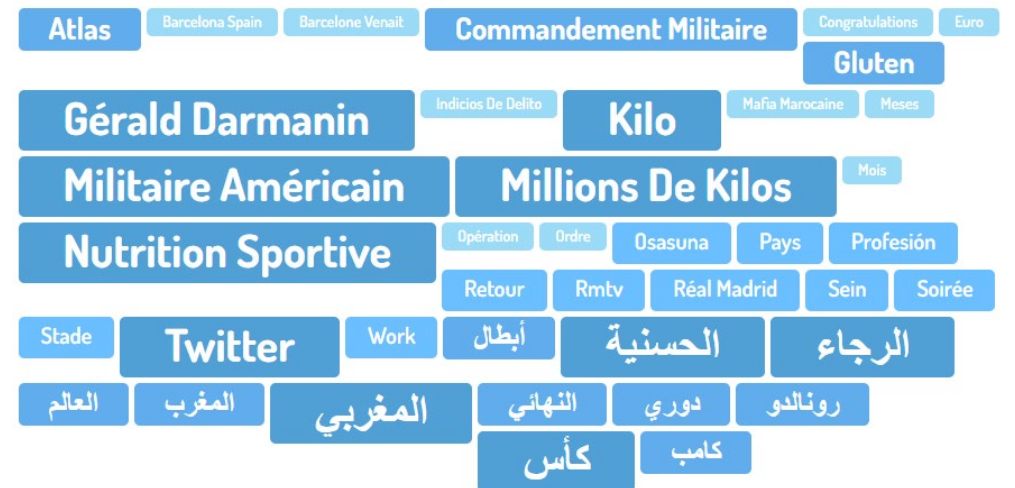 Atlas Barcelona Spain Barcelone Venait Commandement Militaire Congratulations Euro
Gluten
Gérald Darmanin Indicios De Delito Kilo Mafia Marocaine Meses
Militaire Américain Millions De Kilos Mois
Nutrition Sportive Opération Ordre Osasuna Pays Profesión
Retour Rmtv Réal Madrid Sein Soirée
Stade Twitter Work أبطال الحسنية الرجاء
العالم المغرب المغربي النهائي دوري رونالدو
كأس كامب